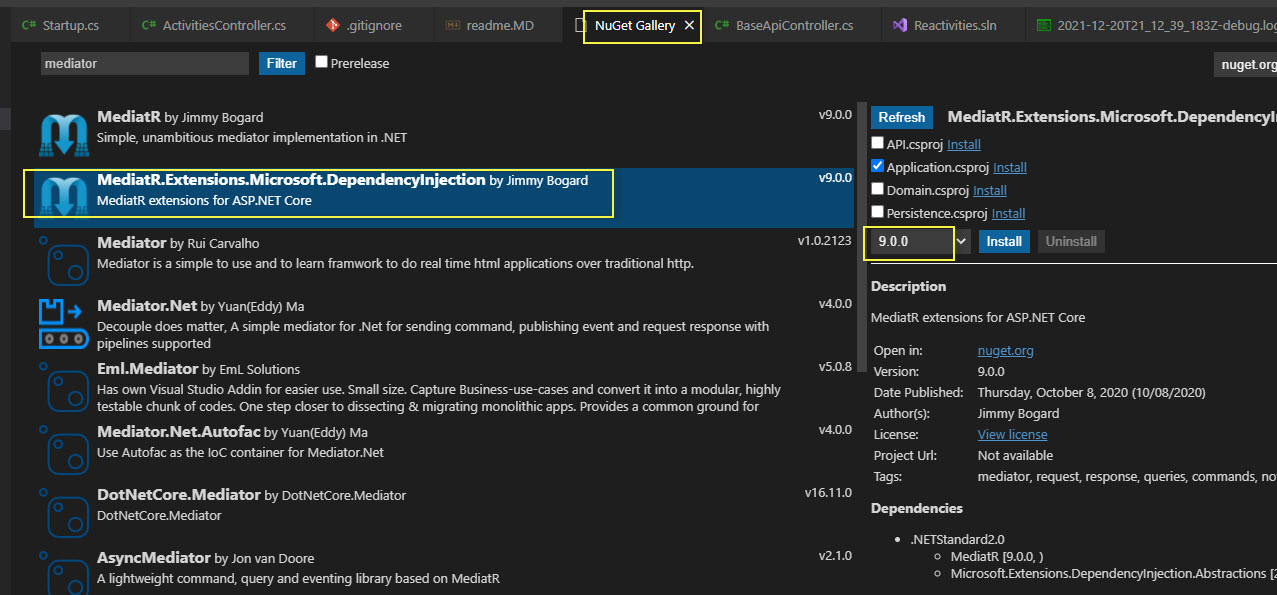 Startup.cs
ActivitiesController.cs
.gitignore
readme.MD
NuGet Gallery
BaseApiController.cs
Reactivities.sln
2021-12-20T21_12_39_183Z-debug.log
mediator
Filter
Prerelease
nuget.org
MediatR by Jimmy Bogard
v9.0.0
Simple, unambitious mediator implementation in .NET
MediatR.Extensions.Microsoft.DependencyInjection by Jimmy Bogard
v9.0.0
MediatR extensions for ASP.NET Core
Mediator by Rui Carvalho
v1.0.2123
Mediator is a simple to use and to learn framwork to do real time html applications over traditional http.
Mediator.Net by Yuan(Eddy) Ma
v4.0.0
Decouple does matter, A simple mediator for .Net for sending command, publishing event and request response with
pipelines supported
Eml.Mediator by EmL Solutions
v5.0.8
Has own Visual Studio Addin for easier use. Small size. Capture Business-use-cases and convert it into a modular, highly
testable chunk of codes. One step closer to dissecting & migrating monolithic apps. Provides a common ground for
Mediator.Net.Autofac by Yuan(Eddy) Ma
v4.0.0
Use Autofac as the IoC container for Mediator.Net
DotNetCore.Mediator by DotNetCore.Mediator
v16.11.0
DotNetCore.Mediator
AsyncMediator by Jon van Doore
v2.1.0
A lightweight command, query and eventing library based on MediatR
Refresh
MediatR.Extensions.Microsoft.DependencyI
API.csproj Install
Application.csproj Install
Domain.csproj Install
Persistence.csproj Install
9.0.0
Install
Uninstall
Description
MediatR extensions for ASP.NET Core
Open in: nuget.org
Version: 9.0.0
Date Published: Thursday, October 8, 2020 (10/08/2020)
Author(s): Jimmy Bogard
License: View license
Project Url: Not available
Tags: mediator, request, response, queries, commands, no
Dependencies
.NETStandard2.0
MediatR [9.0.0, )
Microsoft.Extensions.DependencyInjection.Abstractions [2